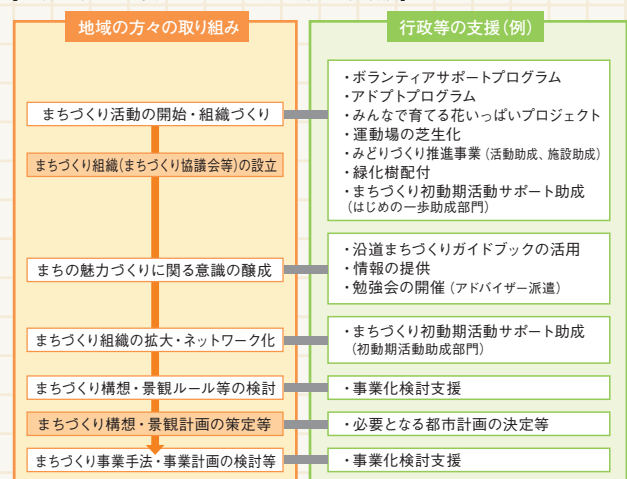 地域の方々の取り組み
まちづくり活動の開始・組織づくり
まちづくり組織(まちづくり協議会等)の設立
まちの魅力づくりに関る意識の醸成
まちづくり組織の拡大・ネットワーク化
まちづくり構想・景観ルール等の検討
まちづくり構想・景観計画の策定等
まちづくり事業手法・事業計画の検討等
行政等の支援(例)
・ボランティアサポートプログラム
・アドプトプログラム
・みんなで育てる花いっぱいプロジェクト
・運動場の芝生化
・みどりづくり推進事業(活動助成、施設助成)
・緑化樹配付
・まちづくり初動期活動サポート助成
(はじめの一歩助成部門)
・沿道まちづくりガイドブックの活用
・情報の提供
・勉強会の開催(アドバイザー派遣)
・まちづくり初動期活動サポート助成
(初動期活動助成部門)
・事業化検討支援
・必要となる都市計画の決定等
・事業化検討支援